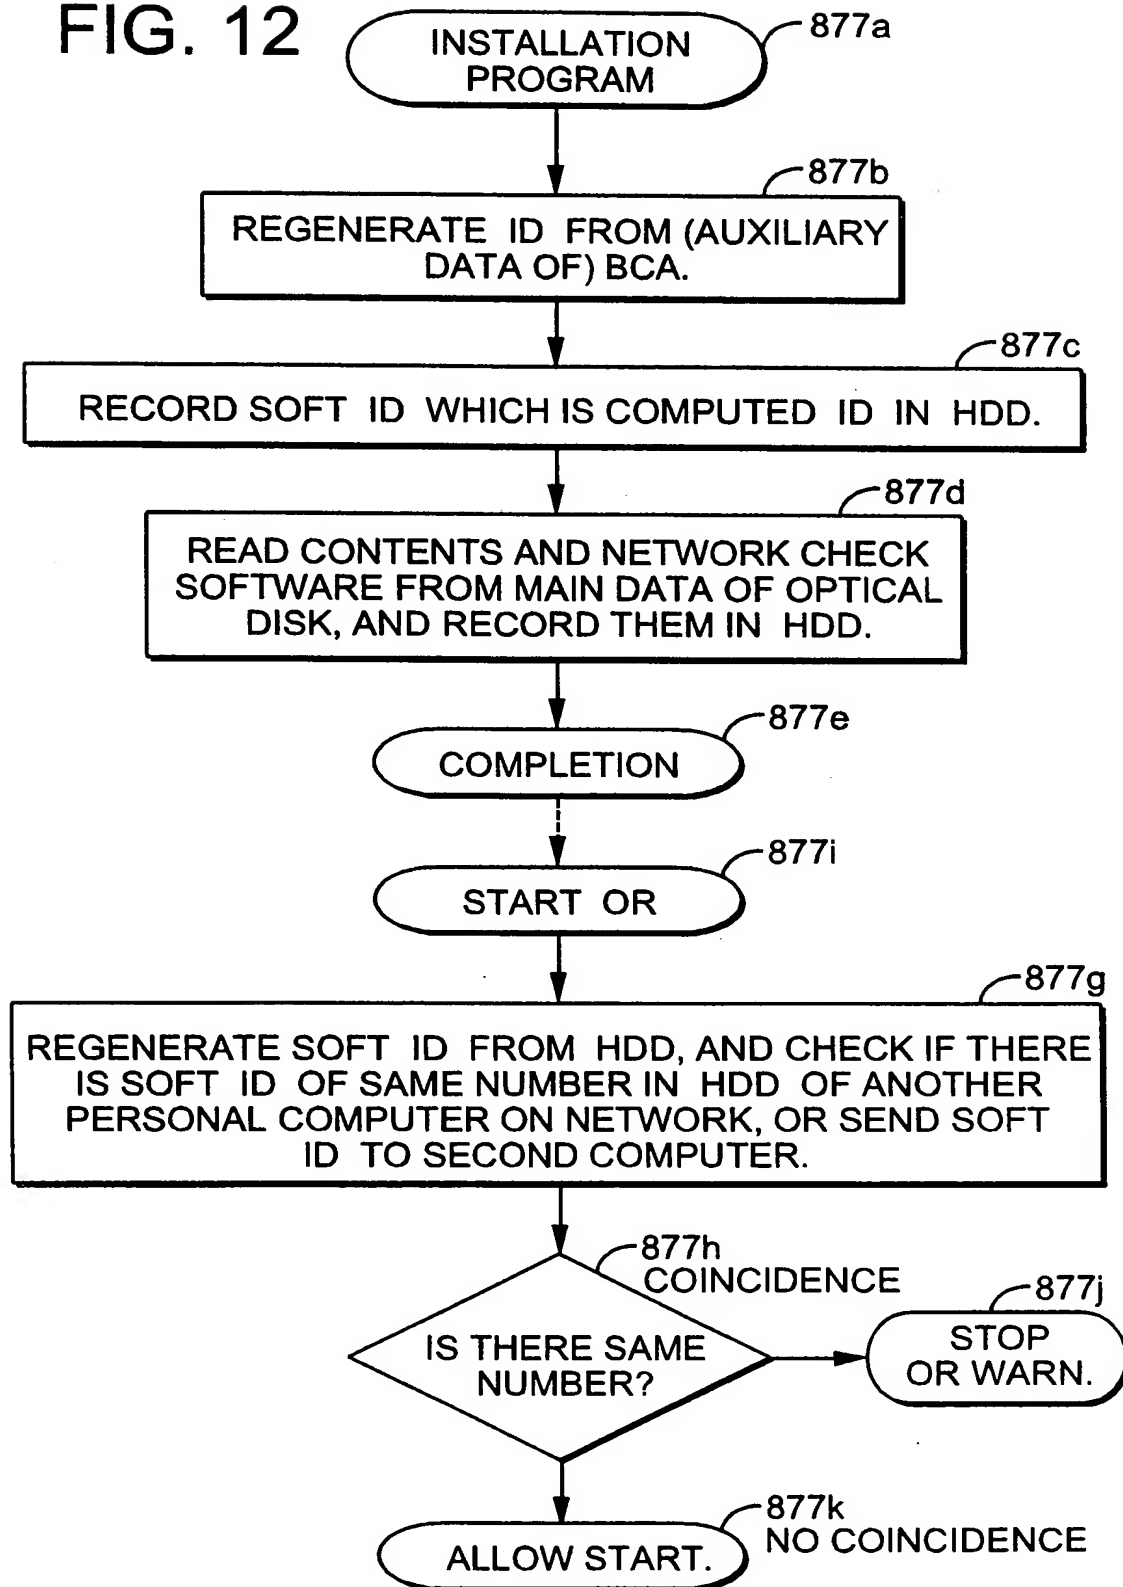 FIG. 12
INSTALLATION
PROGRAM
877a
877b
REGENERATE ID FROM (AUXILIARY
DATA OF) BCA.
877c
RECORD SOFT ID WHICH IS COMPUTED ID IN HDD.
877d
READ CONTENTS AND NETWORK CHECK
SOFTWARE FROM MAIN DATA OF OPTICAL
DISK, AND RECORD THEM IN HDD.
877e
COMPLETION
877i
START OR
877g
REGENERATE SOFT ID FROM HDD, AND CHECK IF THERE
IS SOFT ID OF SAME NUMBER IN HDD OF ANOTHER
PERSONAL COMPUTER ON NETWORK, OR SEND SOFT
ID TO SECOND COMPUTER.
877h
COINCIDENCE
IS THERE SAME
NUMBER?
877j
STOP
OR WARN.
877k
NO COINCIDENCE
ALLOW START.